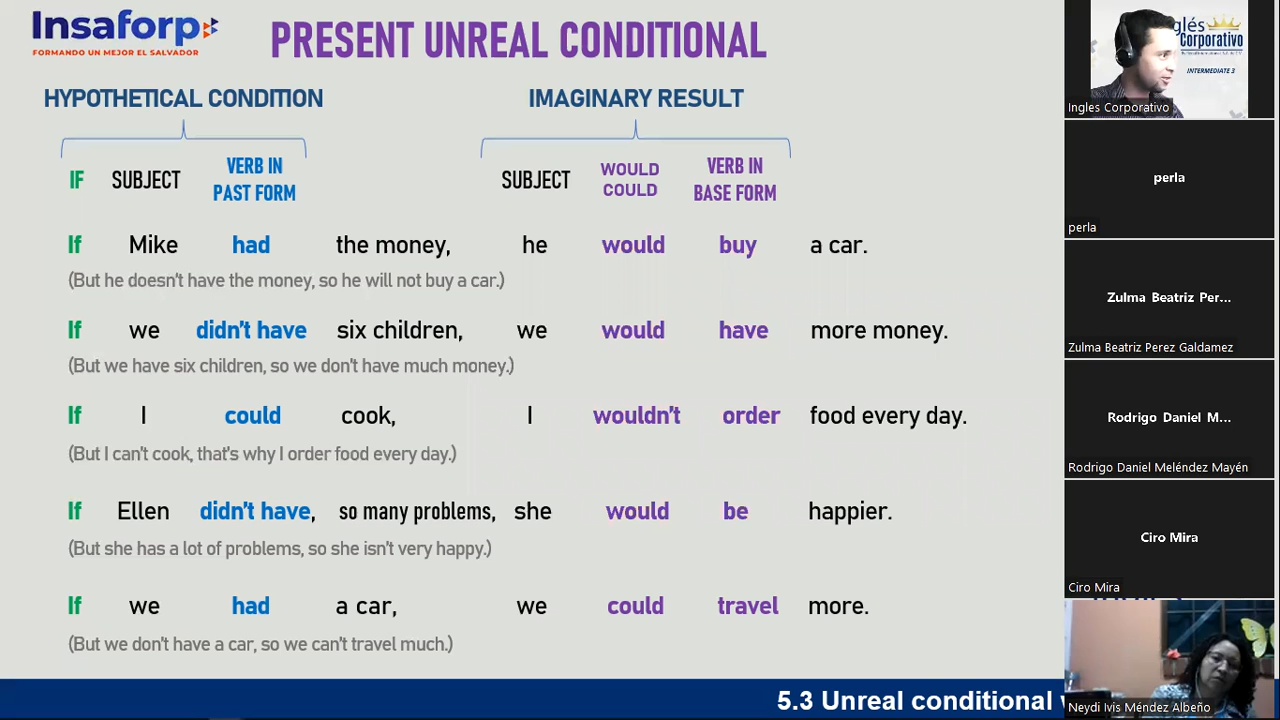 Insaforp
FORMANDO UN MEJOR EL SALVADOR
PRESENT UNREAL CONDITIONAL
HYPOTHETICAL CONDITION IMAGINARY RESULT
IF SUBJECT VERB IN PAST FORM SUBJECT WOULD COULD VERB IN BASE FORM
If Mike had the money, he would buy a car.
(But he doesn't have the money, so he will not buy a car.)
If we didn't have six children, we would have more money.
(But we have six children, so we don't have much money.)
If I could cook, I wouldn't order food every day.
(But I can't cook, that's why I order food every day.)
If Ellen didn't have, so many problems, she would be happier.
(But she has a lot of problems, so she isn't very happy.)
If we had a car, we could travel more.
(But we don't have a car, so we can't travel much.)
5.3 Unreal conditional
glés
Corporativo
INTERMEDIATE 3
Ingles Corporativo
perla
perla
Zulma Beatriz Per...
Zulma Beatriz Perez Galdamez
Rodrigo Daniel M...
Rodrigo Daniel Meléndez Mayén
Ciro Mira
Ciro Mira
Neydi Ivis Méndez Albeño